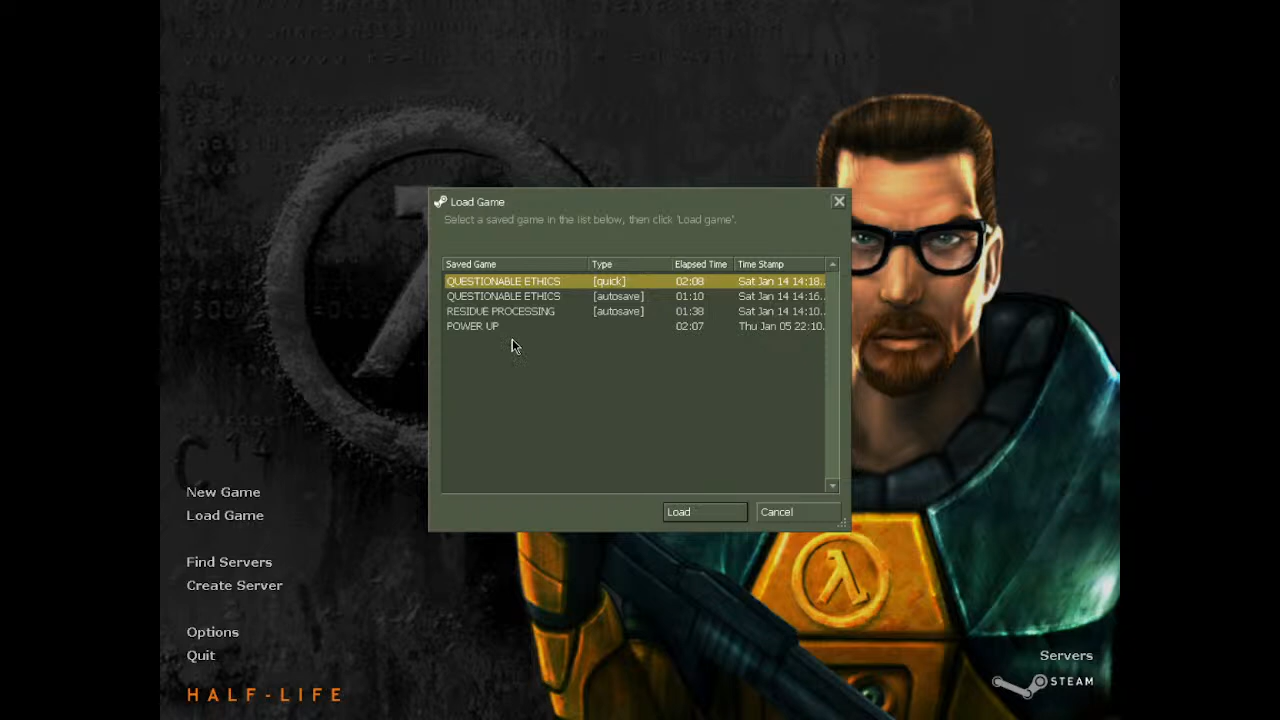 Load Game
Select a saved game in the list below, then click 'Load game'.
Saved Game Type Elapsed Time Time Stamp
QUESTIONABLE ETHICS [quick] 02:08 Sat Jan 14 14:18..
QUESTIONABLE ETHICS [autosave] 01:10 Sat Jan 14 14:16..
RESIDUE PROCESSING [autosave] 01:38 Sat Jan 14 14:10..
POWER UP 02:07 Thu Jan 05 22:10..
Load Cancel
New Game
Load Game
Find Servers
Create Server
Options
Quit
HALF-LIFE
Servers
STEAM